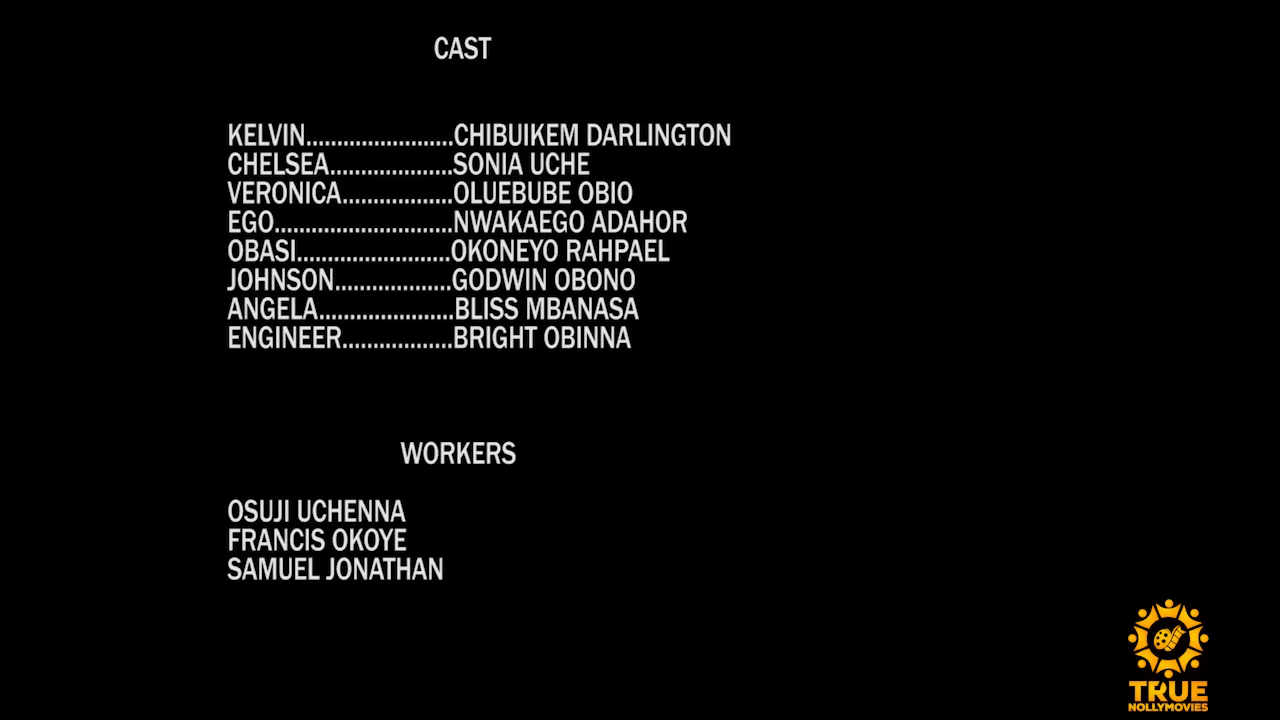 CAST
KELVIN........................CHIBUIKEM DARLINGTON
CHELSEA....................SONIA UCHE
VERONICA..................OLUEBUBE OBIO
EGO.............................NWAKAEGO ADAHOR
OBASI.........................OKONEYO RAHPAEL
JOHNSON...................GODWIN OBONO
ANGELA......................BLISS MBANASA
ENGINEER..................BRIGHT OBINNA
WORKERS
OSUJI UCHENNA
FRANCIS OKOYE
SAMUEL JONATHAN
TRUE
NOLLYMOVIES